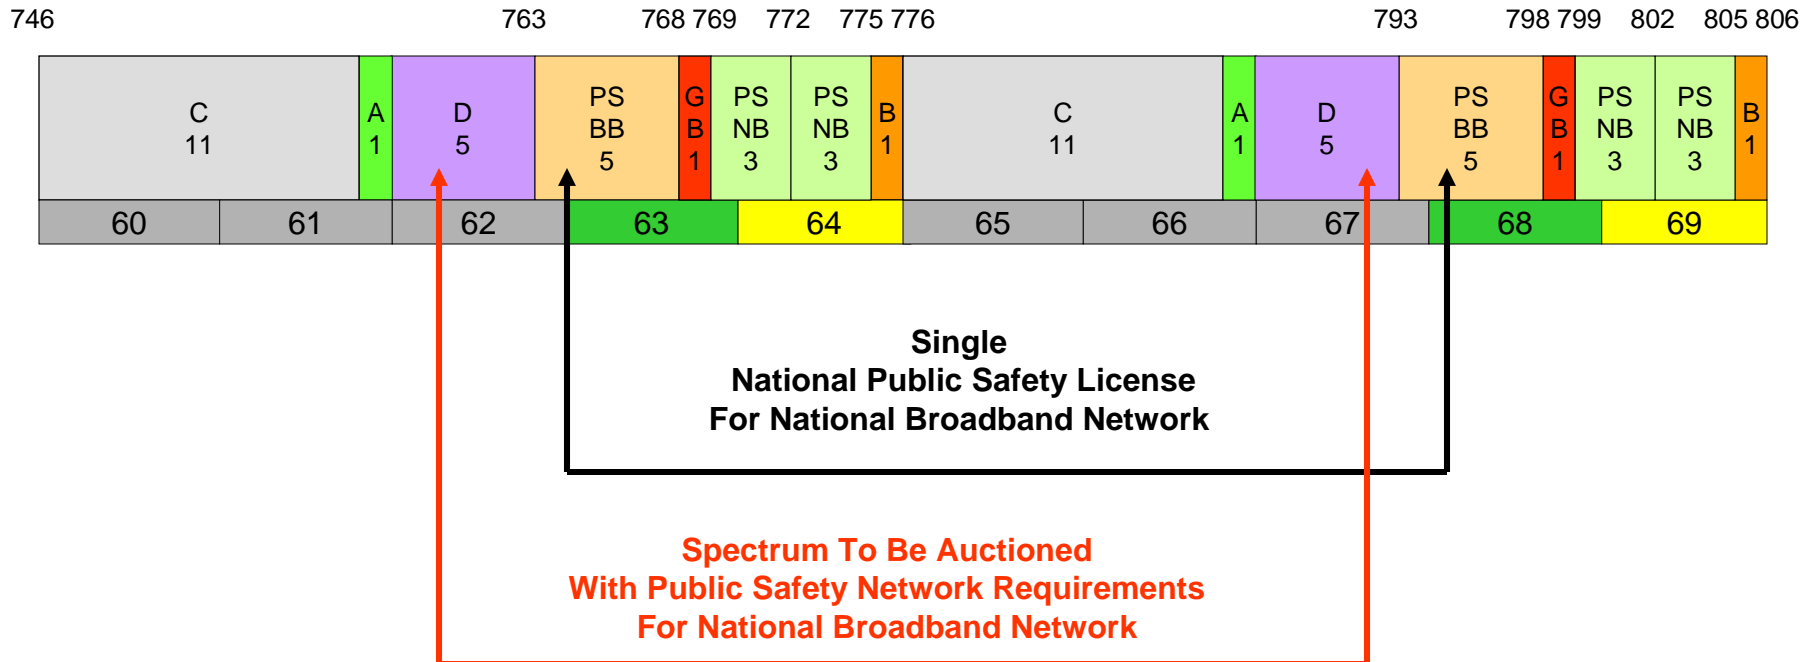 746 763 768 769 772 775 776 793 798 799 802 805 806
C
11
A
1
D
5
PS
BB
5
G
B
1
PS
NB
3
PS
NB
3
B
1
C
11
A
1
D
5
PS
BB
5
G
B
1
PS
NB
3
PS
NB
3
B
1
60 61 62 63 64 65 66 67 68 69
Single
National Public Safety License
For National Broadband Network
Spectrum To Be Auctioned
With Public Safety Network Requirements
For National Broadband Network